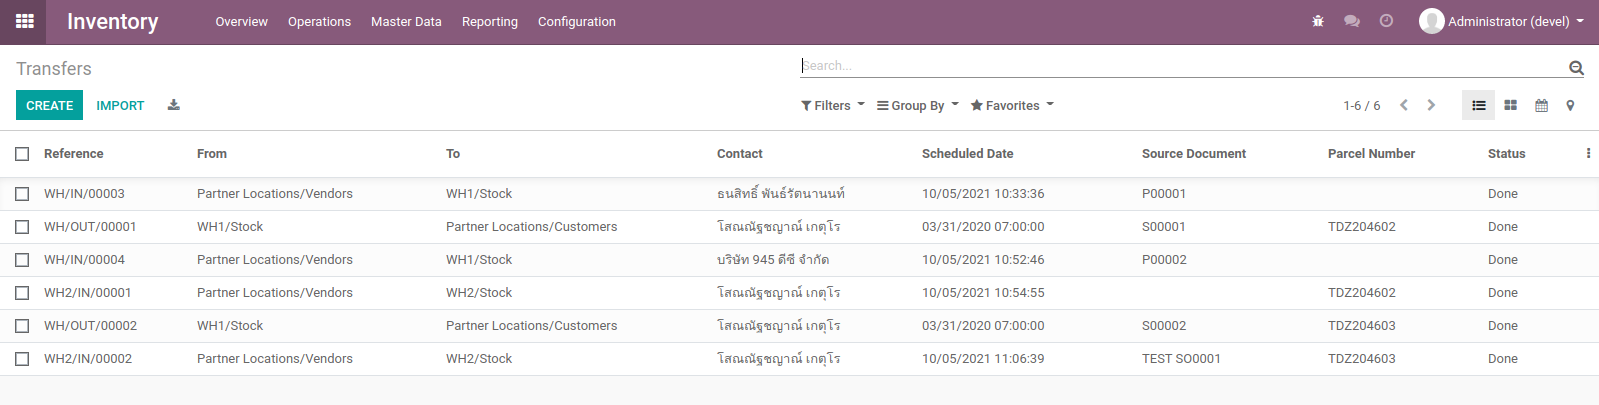 Inventory Overview Operations Master Data Reporting Configuration Administrator (devel)
Transfers Search...
CREATE IMPORT Filters Group By Favorites 1-6 / 6
Reference From To Contact Scheduled Date Source Document Parcel Number Status
WH/IN/00003 Partner Locations/Vendors WH1/Stock ธนสิทธิ์ พันธ์รัตนานนท์ 10/05/2021 10:33:36 P00001 Done
WH/OUT/00001 WH1/Stock Partner Locations/Customers โสณณัฐชญาณ์ เกตุโร 03/31/2020 07:00:00 S00001 TDZ204602 Done
WH/IN/00004 Partner Locations/Vendors WH1/Stock บริษัท 945 ดีซี จำกัด 10/05/2021 10:52:46 P00002 Done
WH2/IN/00001 Partner Locations/Vendors WH2/Stock โสณณัฐชญาณ์ เกตุโร 10/05/2021 10:54:55 TDZ204602 Done
WH/OUT/00002 WH1/Stock Partner Locations/Customers โสณณัฐชญาณ์ เกตุโร 03/31/2020 07:00:00 S00002 TDZ204603 Done
WH2/IN/00002 Partner Locations/Vendors WH2/Stock โสณณัฐชญาณ์ เกตุโร 10/05/2021 11:06:39 TEST SO0001 TDZ204603 Done